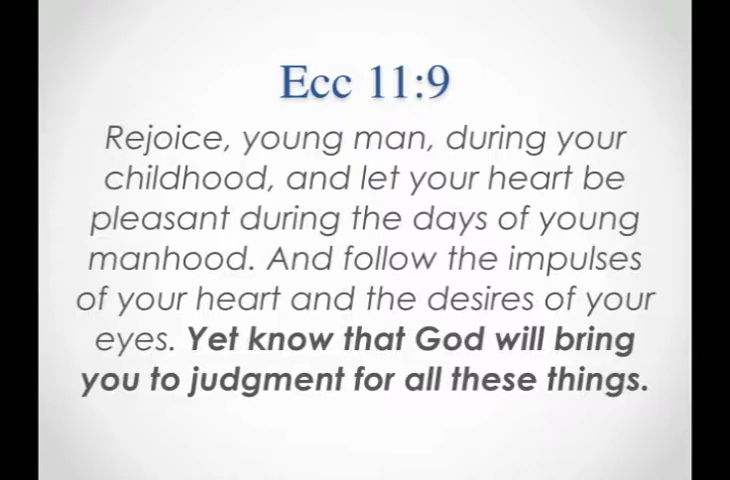 Ecc 11:9
Rejoice, young man, during your
childhood, and let your heart be
pleasant during the days of young
manhood. And follow the impulses
of your heart and the desires of your
eyes. Yet know that God will bring
you to judgment for all these things.